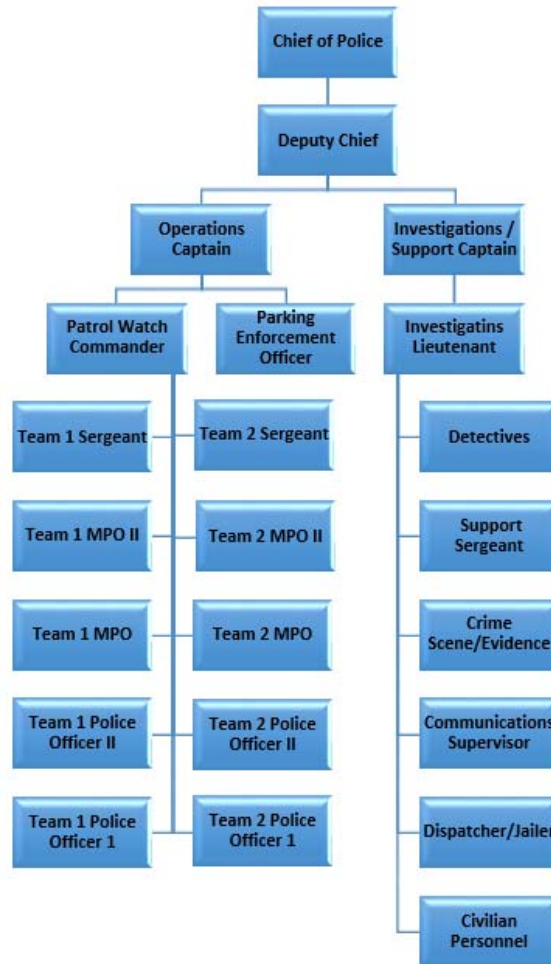 Chief of Police
Deputy Chief
Operations
Captain
Investigations /
Support Captain
Patrol Watch
Commander
Parking
Enforcement
Officer
Investigatins
Lieutenant
Team 1 Sergeant
Team 2 Sergeant
Detectives
Team 1 MPO II
Team 2 MPO II
Support
Sergeant
Team 1 MPO
Team 2 MPO
Crime
Scene/Evidence
Team 1 Police
Officer II
Team 2 Police
Officer II
Communications
Supervisor
Team 1 Police
Officer 1
Team 2 Police
Officer 1
Dispatcher/Jailer
Civilian
Personnel